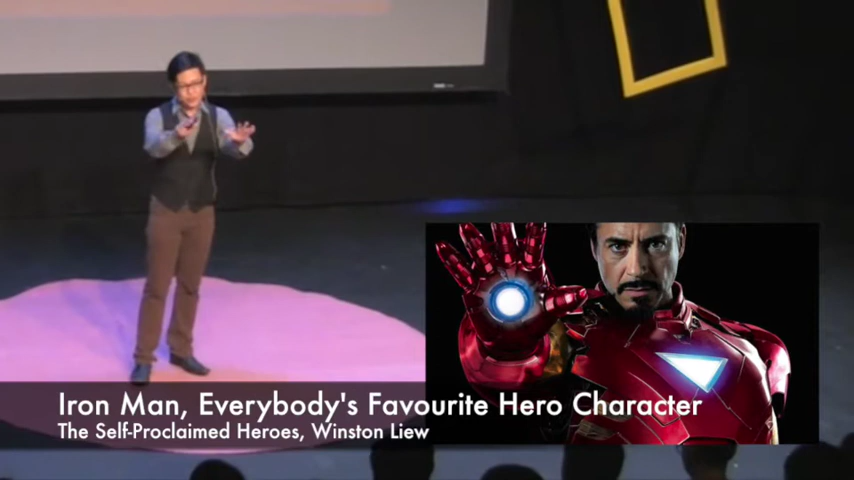 Iron Man, Everybody's Favourite Hero Character
The Self-Proclaimed Heroes, Winston Liew